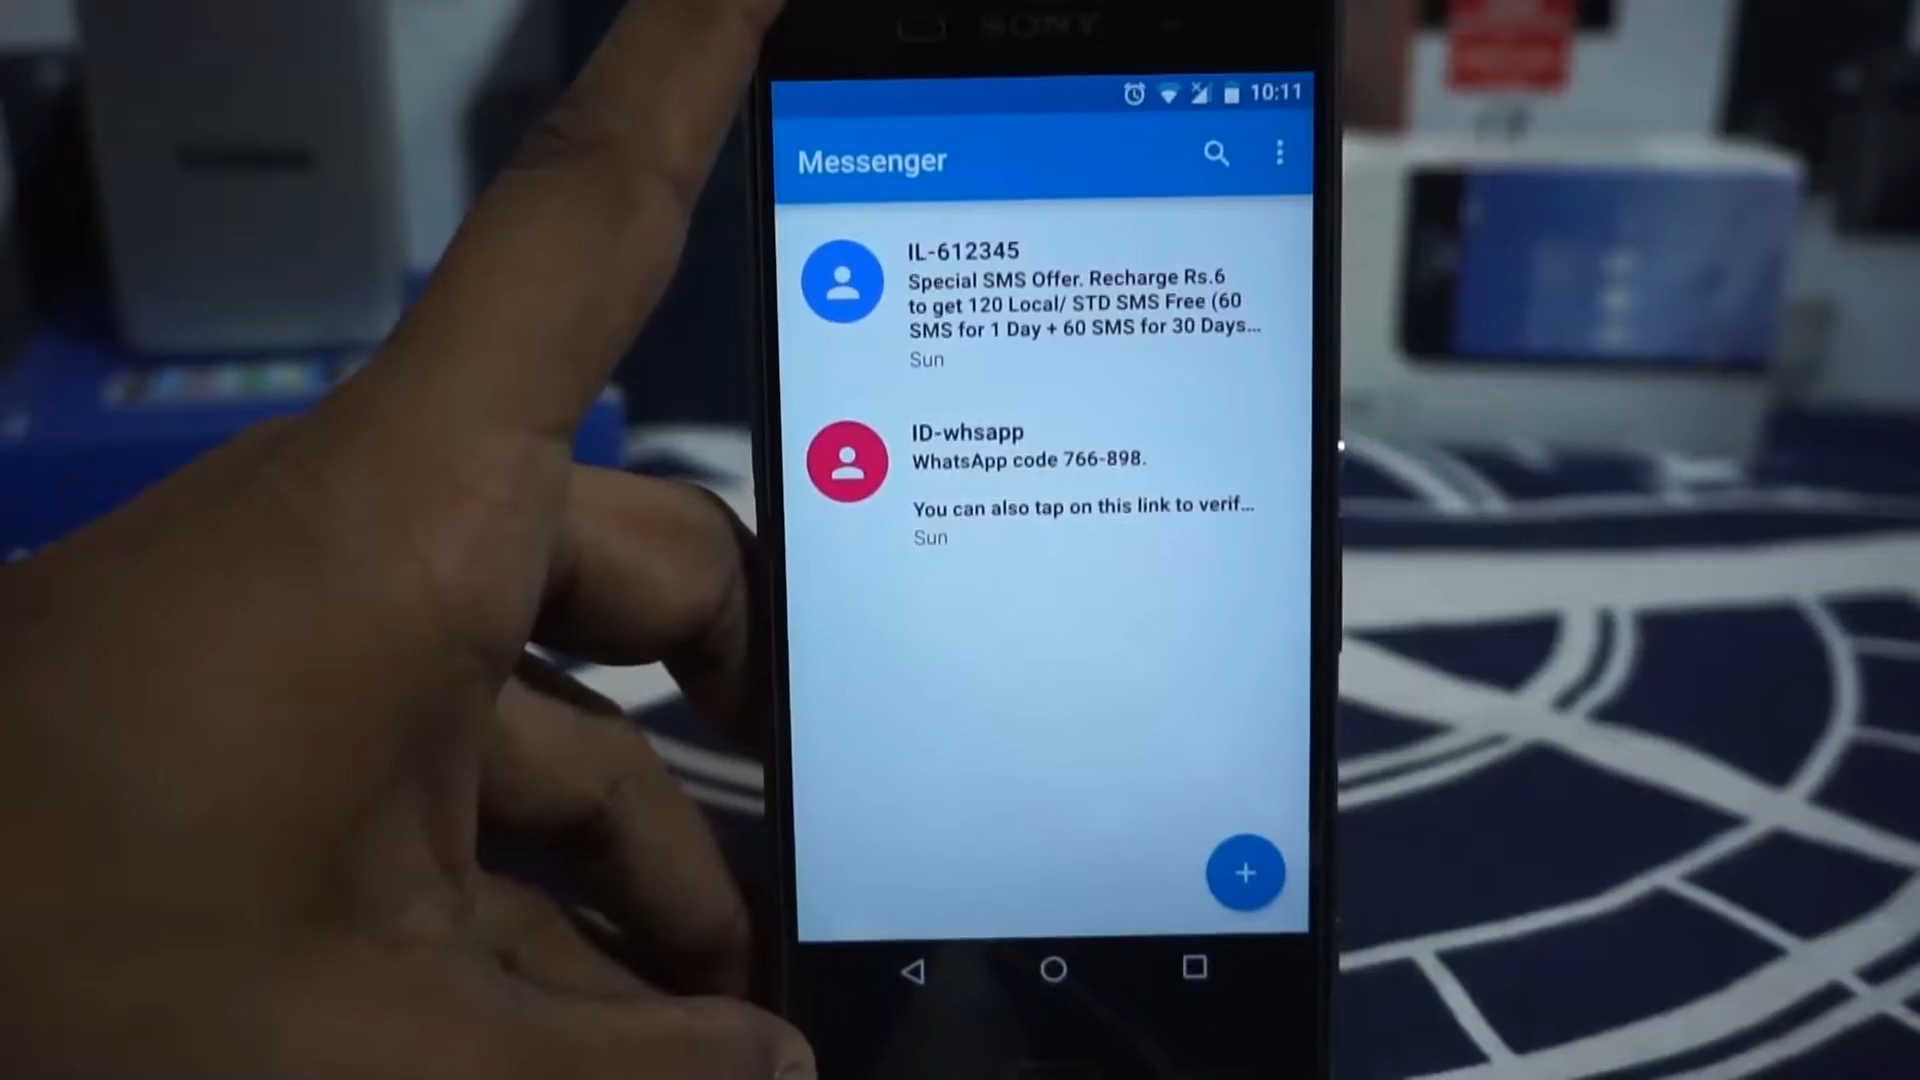 SONY
10:11
Messenger
IL-612345
Special SMS Offer. Recharge Rs.6
to get 120 Local/ STD SMS Free (60
SMS for 1 Day + 60 SMS for 30 Days...
Sun
ID-whsapp
WhatsApp code 766-898.
You can also tap on this link to verif...
Sun